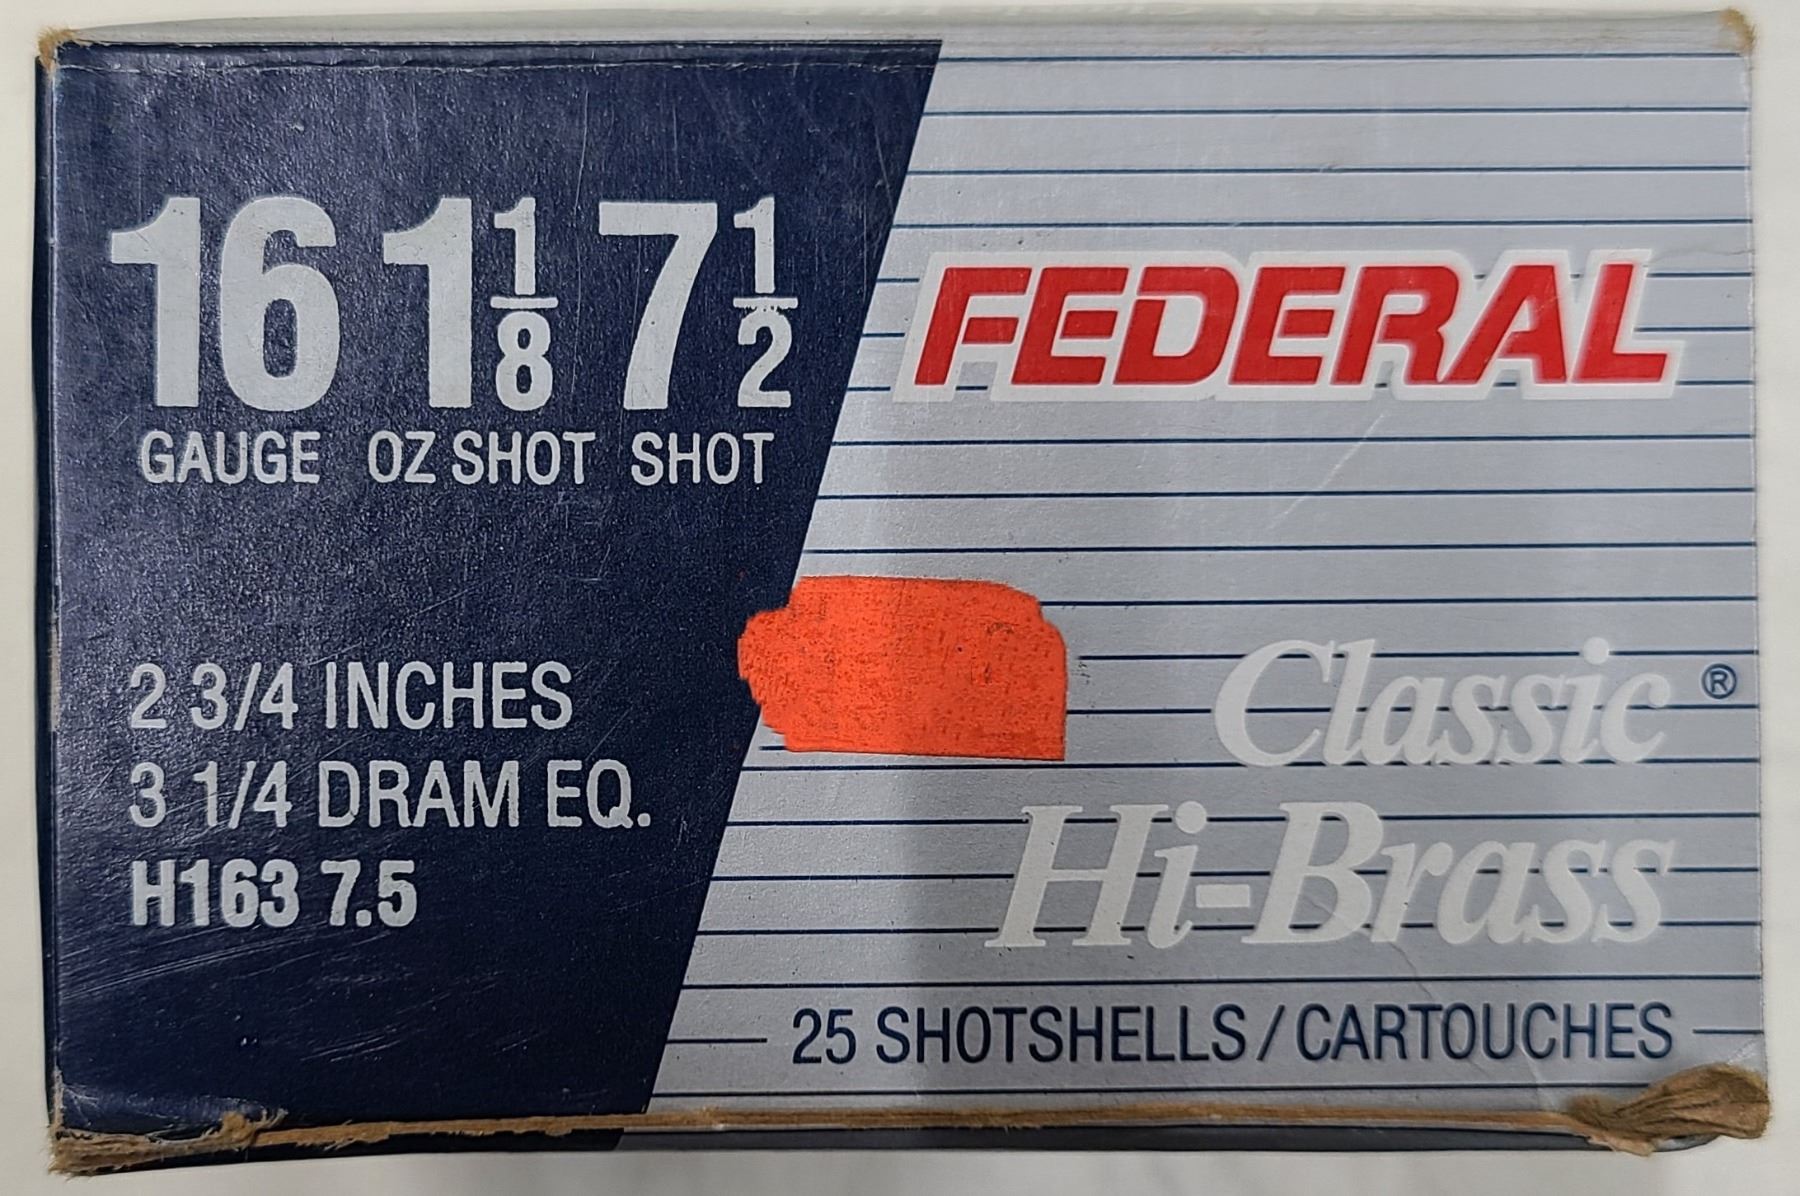 16 1 1/8 7 1/2
GAUGE OZ SHOT SHOT
2 3/4 INCHES
3 1/4 DRAM EQ.
H163 7.5
FEDERAL
Classic®
Hi-Brass
25 SHOTSHELLS/CARTOUCHES